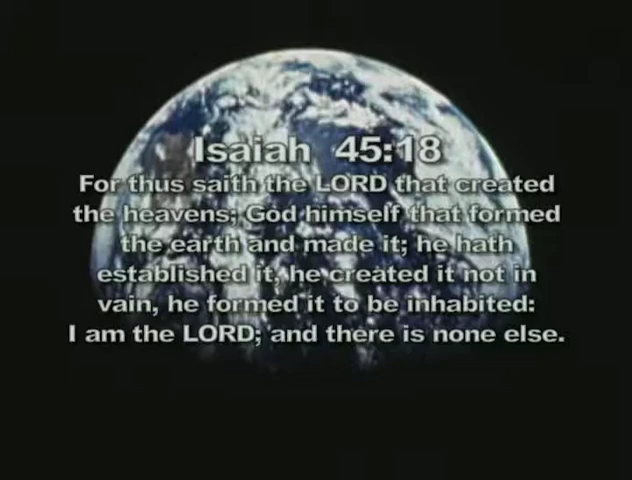 Isaiah 45:18
For thus saith the LORD that created
the heavens; God himself that formed
the earth and made it; he hath
established it, he created it not in
vain, he formed it to be inhabited:
I am the LORD; and there is none else.